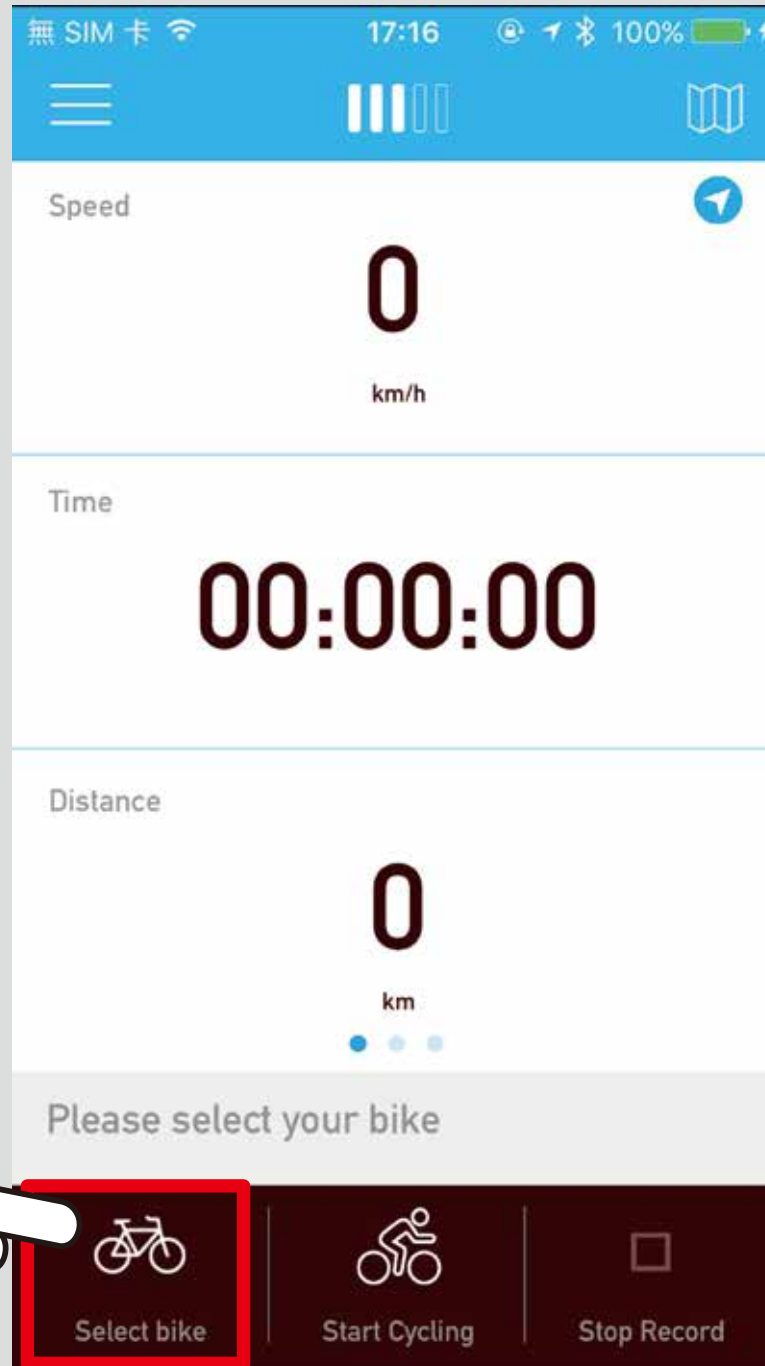 無 SIM 卡 17:16 100%
Speed
0
km/h
Time
00:00:00
Distance
0
km
Please select your bike
Select bike Start Cycling Stop Record